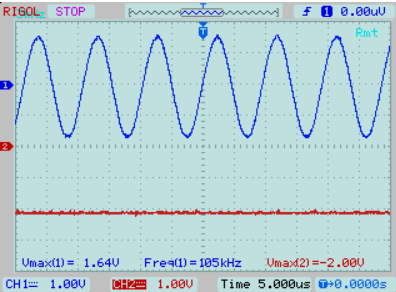 RIGOL STOP ƒ 1 0.00uV
T
Rmt
1
2
Vmax(1)= 1.64V Freq(1)=105kHz Vmax(2)=-2.00V
CH1 1.00V CH2 1.00V Time 5.000us T→0.0000s